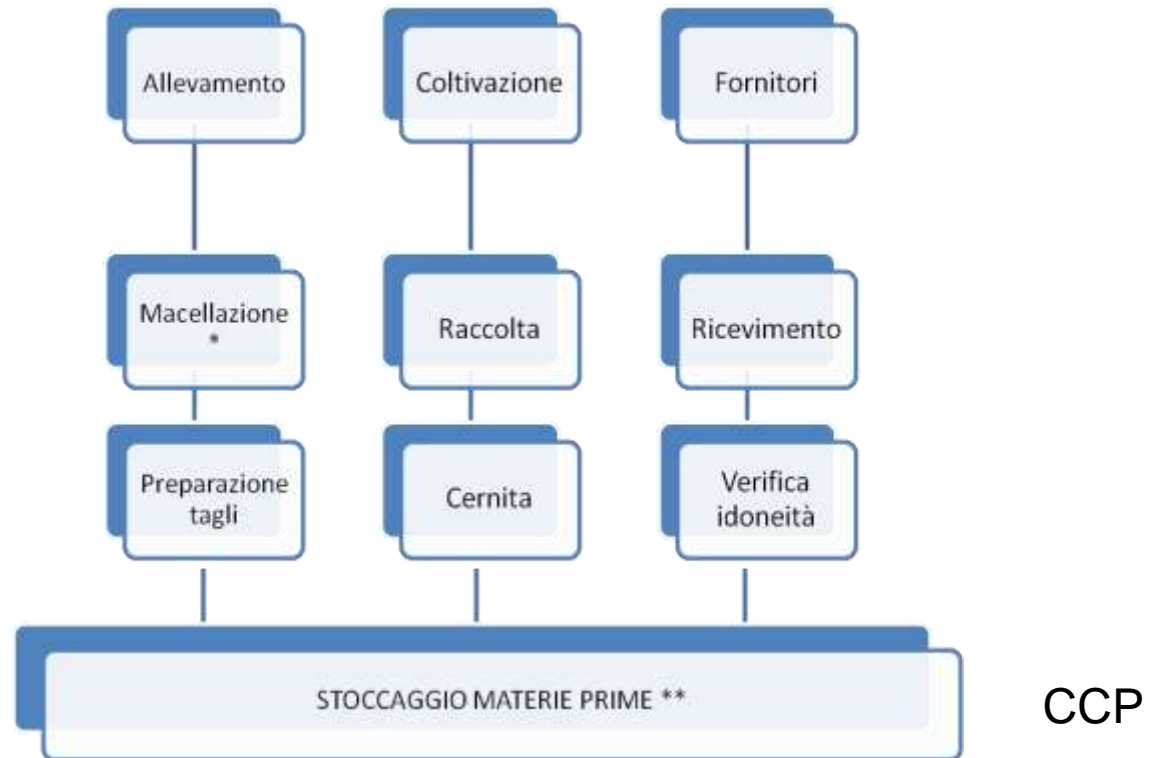 Allevamento
Coltivazione
Fornitori
Macellazione
*
Raccolta
Ricevimento
Preparazione
tagli
Cernita
Verifica
idoneità
STOCCAGGIO MATERIE PRIME **
CCP